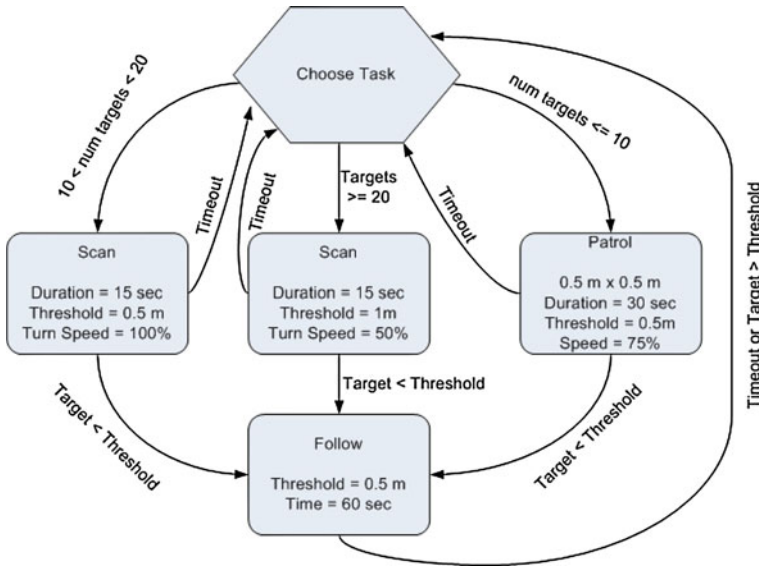 Choose Task
10 < num targets < 20
Timeout
Timeout
Targets
>= 20
Timeout
num targets <= 10
Scan
Duration = 15 sec
Threshold = 0.5 m
Turn Speed = 100%
Scan
Duration = 15 sec
Threshold = 1m
Turn Speed = 50%
Patrol
0.5 m x 0.5 m
Duration = 30 sec
Threshold = 0.5m
Speed = 75%
Timeout or Target > Threshold
Target < Threshold
Target < Threshold
Target < Threshold
Follow
Threshold = 0.5 m
Time = 60 sec